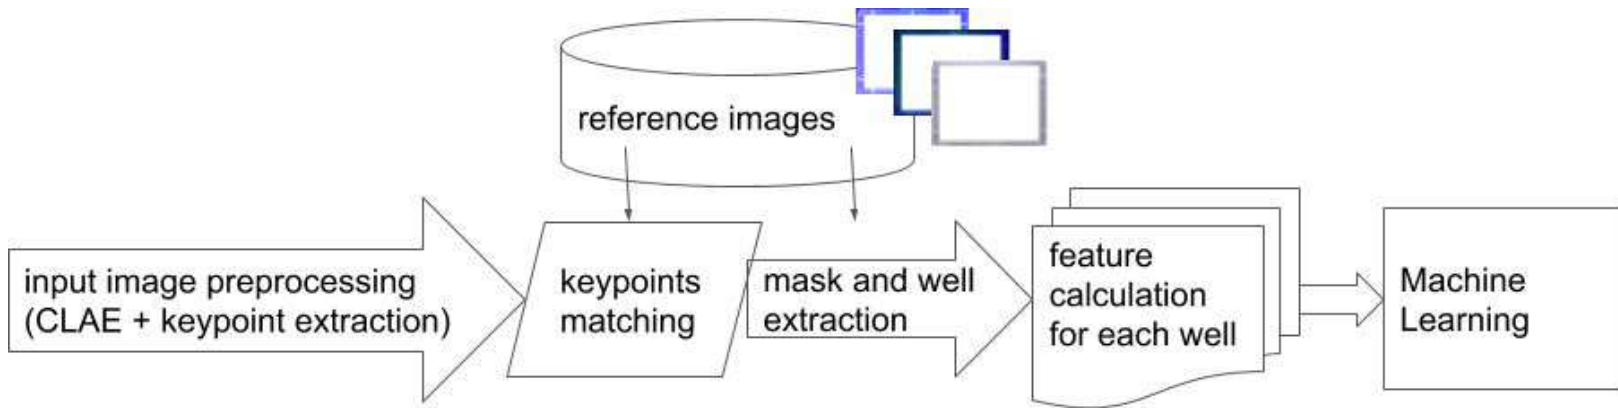 reference images
input image preprocessing
(CLAE + keypoint extraction)
keypoints
matching
mask and well
extraction
feature
calculation
for each well
Machine
Learning